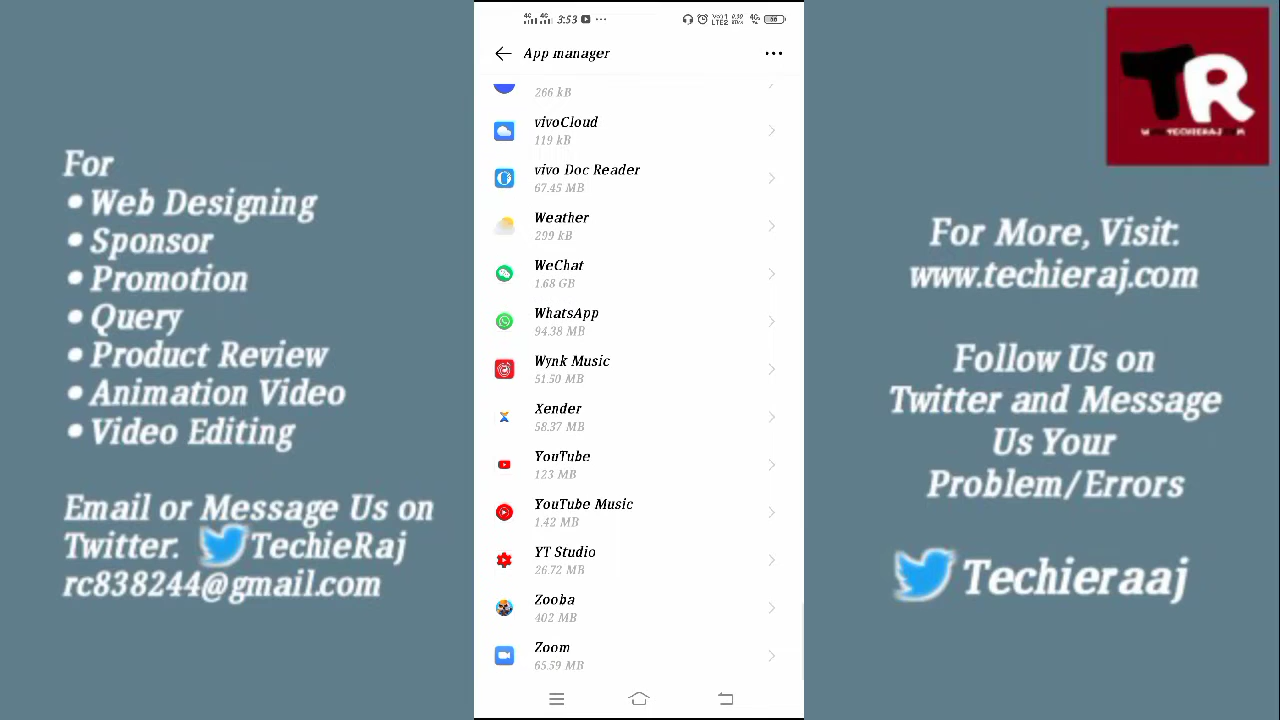 For
• Web Designing
• Sponsor
• Promotion
• Query
• Product Review
• Animation Video
• Video Editing
Email or Message Us on
Twitter. TechieRaj
rc838244@gmail.com
3:53
App manager
266 kB
vivoCloud
119 kB
vivo Doc Reader
67.45 MB
Weather
299 kB
WeChat
1.68 GB
WhatsApp
94.38 MB
Wynk Music
51.50 MB
Xender
58.37 MB
YouTube
123 MB
YouTube Music
1.42 MB
YT Studio
26.72 MB
Zooba
402 MB
Zoom
65.59 MB
TR
For More, Visit:
www.techieraj.com
Follow Us on
Twitter and Message
Us Your
Problem/Errors
Techieraaj